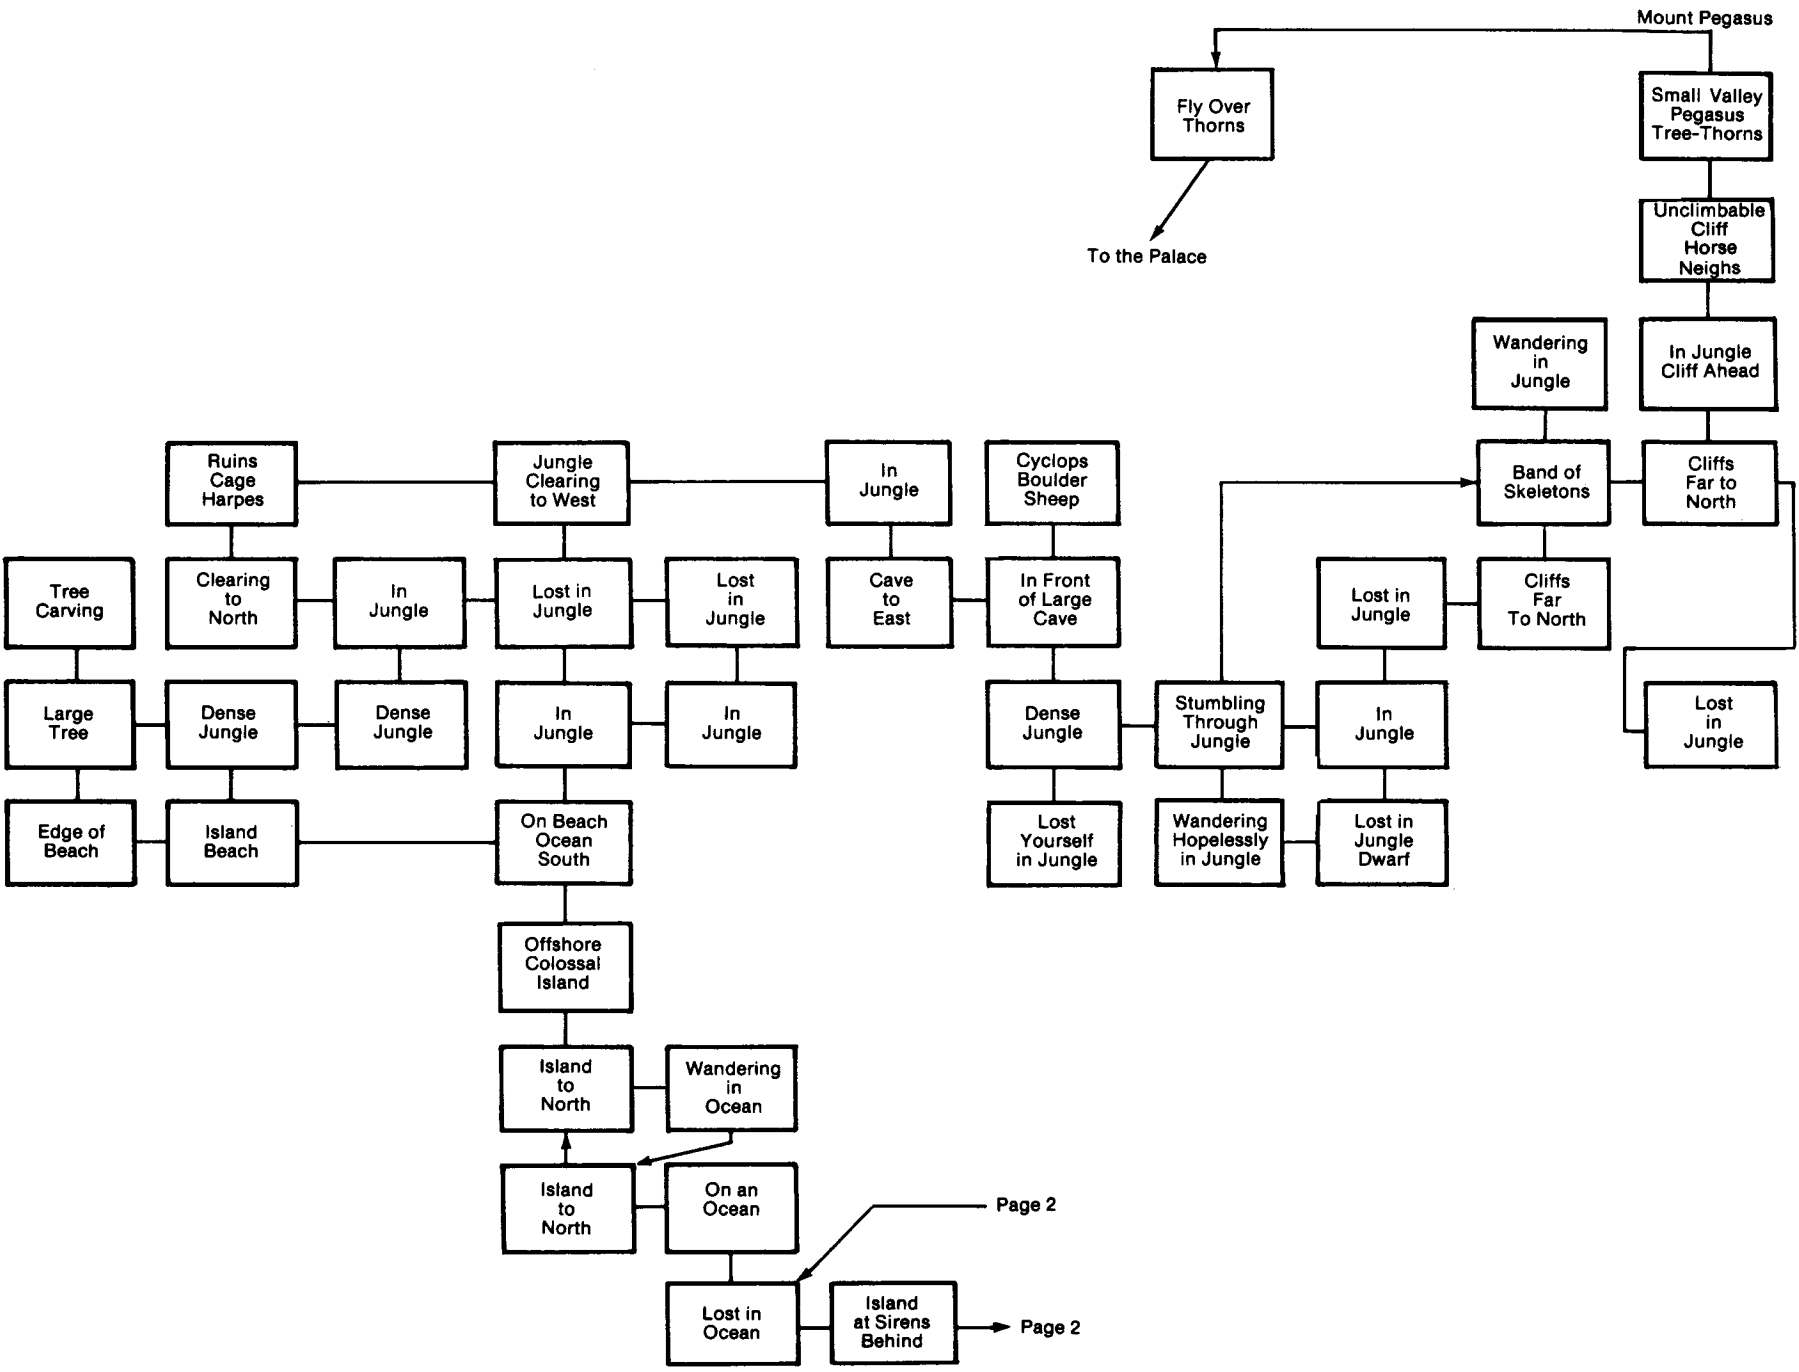 Mount Pegasus
Fly Over
Thorns
Small Valley
Pegasus
Tree-Thorns
To the Palace
Unclimbable
Cliff
Horse
Neighs
Wandering
in
Jungle
In Jungle
Cliff Ahead
Ruins
Cage
Harpes
Jungle
Clearing
to West
In
Jungle
Cyclops
Boulder
Sheep
Band of
Skeletons
Cliffs
Far to
North
Tree
Carving
Clearing
to
North
In
Jungle
Lost in
Jungle
Lost
in
Jungle
Cave
to
East
In Front
of Large
Cave
Lost in
Jungle
Cliffs
Far
To North
Large
Tree
Dense
Jungle
Dense
Jungle
In
Jungle
In
Jungle
Dense
Jungle
Stumbling
Through
Jungle
In
Jungle
Lost
in
Jungle
Edge of
Beach
Island
Beach
On Beach
Ocean
South
Lost
Yourself
in Jungle
Wandering
Hopelessly
in Jungle
Lost in
Jungle
Dwarf
Offshore
Colossal
Island
Island
to
North
Wandering
in
Ocean
Island
to
North
On an
Ocean
Page 2
Lost in
Ocean
Island
at Sirens
Behind
Page 2